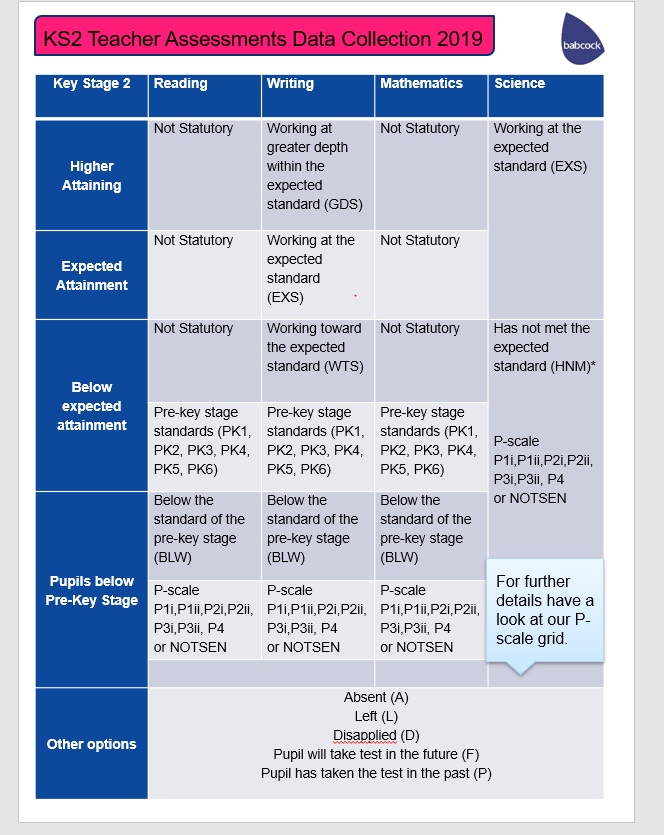 KS2 Teacher Assessments Data Collection 2019
babcock
Key Stage 2
Reading
Writing
Mathematics
Science
Higher
Attaining
Not Statutory
Working at
greater depth
within the
expected
standard (GDS)
Not Statutory
Working at the
expected
standard (EXS)
Expected
Attainment
Not Statutory
Working at the
expected
standard
(EXS)
Not Statutory
Below
expected
attainment
Not Statutory
Working toward
the expected
standard (WTS)
Not Statutory
Has not met the
expected
standard (HNM)*
Pre-key stage
standards (PK1,
PK2, PK3, PK4,
PK5, PK6)
Pre-key stage
standards (PK1,
PK2, PK3, PK4,
PK5, PK6)
Pre-key stage
standards (PK1,
PK2, PK3, PK4,
PK5, PK6)
P-scale
P1i,P1ii,P2i,P2ii,
P3i,P3ii, P4
or NOTSEN
Pupils below
Pre-Key Stage
Below the
standard of the
pre-key stage
(BLW)
Below the
standard of the
pre-key stage
(BLW)
Below the
standard of the
pre-key stage
(BLW)
P-scale
P1i,P1ii,P2i,P2ii,
P3i,P3ii, P4
or NOTSEN
P-scale
P1i,P1ii,P2i,P2ii,
P3i,P3ii, P4
or NOTSEN
P-scale
P1i,P1ii,P2i,P2ii,
P3i,P3ii, P4
or NOTSEN
For further
details have a
look at our P-
scale grid.
Other options
Absent (A)
Left (L)
Disapplied (D)
Pupil will take test in the future (F)
Pupil has taken the test in the past (P)